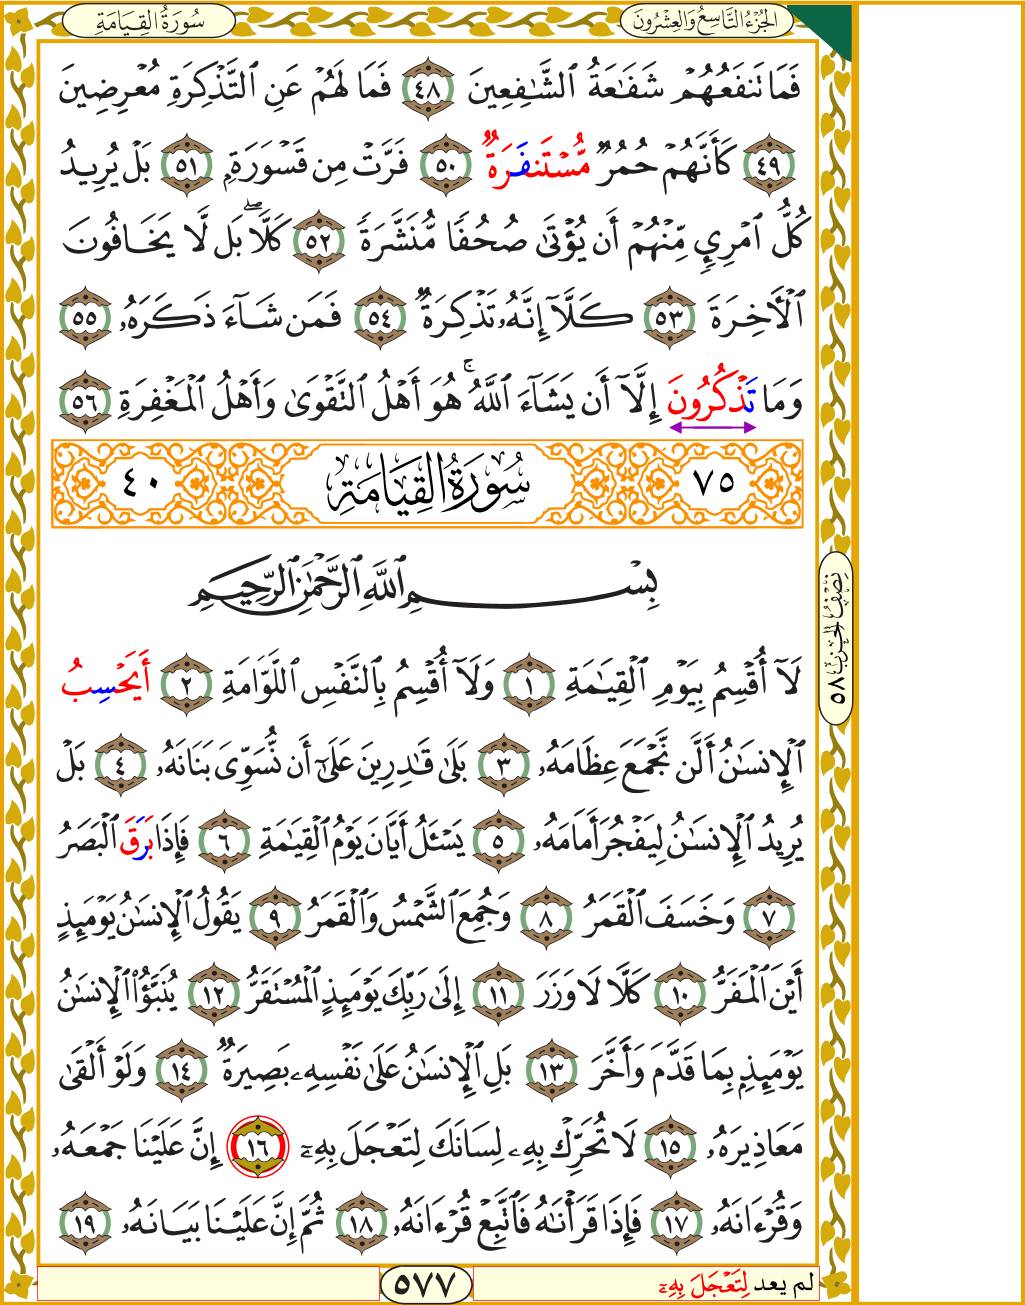 الجُزْءُ التَّاسِعُ وَالعِشْرُونَ
سُورَةُ القِيَامَةِ
فَمَا تَنفَعُهُمْ شَفَٰعَةُ ٱلشَّٰفِعِينَ ٤٨ فَمَا لَهُمْ عَنِ ٱلتَّذْكِرَةِ مُعْرِضِينَ
٤٩ كَأَنَّهُمْ حُمُرٌ مُّسْتَنفَرَةٌ ٥٠ فَرَّتْ مِن قَسْوَرَةٍۭ ٥١ بَلْ يُرِيدُ
كُلُّ ٱمْرِئٍ مِّنْهُمْ أَن يُؤْتَىٰ صُحُفًا مُّنَشَّرَةً ٥٢ كَلَّاۖ بَل لَّا يَخَافُونَ
ٱلْأَخِرَةَ ٥٣ كَلَّآ إِنَّهُۥ تَذْكِرَةٌ ٥٤ فَمَن شَآءَ ذَكَرَهُۥ ٥٥
وَمَا تَذْكُرُونَ إِلَّآ أَن يَشَآءَ ٱللَّهُۚ هُوَ أَهْلُ ٱلتَّقْوَىٰ وَأَهْلُ ٱلْمَغْفِرَةِ ٥٦
٧٥ سُورَةُ القِيَامَةِ ٤٠
بِسْمِ ٱللَّهِ ٱلرَّحْمَٰنِ ٱلرَّحِيمِ
لَآ أُقْسِمُ بِيَوْمِ ٱلْقِيَٰمَةِ ١ وَلَآ أُقْسِمُ بِٱلنَّفْسِ ٱللَّوَّامَةِ ٢ أَيَحْسِبُ
ٱلْإِنسَٰنُ أَلَّن نَّجْمَعَ عِظَامَهُۥ ٣ بَلَىٰ قَٰدِرِينَ عَلَىٰٓ أَن نُّسَوِّىَ بَنَانَهُۥ ٤ بَلْ
يُرِيدُ ٱلْإِنسَٰنُ لِيَفْجُرَ أَمَامَهُۥ ٥ يَسْـَٔلُ أَيَّانَ يَوْمُ ٱلْقِيَٰمَةِ ٦ فَإِذَا بَرَقَ ٱلْبَصَرُ
٧ وَخَسَفَ ٱلْقَمَرُ ٨ وَجُمِعَ ٱلشَّمْسُ وَٱلْقَمَرُ ٩ يَقُولُ ٱلْإِنسَٰنُ يَوْمَئِذٍ
أَيْنَ ٱلْمَفَرُّ ١٠ كَلَّا لَا وَزَرَ ١١ إِلَىٰ رَبِّكَ يَوْمَئِذٍ ٱلْمُسْتَقَرُّ ١٢ يُنَبَّؤُا۟ ٱلْإِنسَٰنُ
يَوْمَئِذٍۭ بِمَا قَدَّمَ وَأَخَّرَ ١٣ بَلِ ٱلْإِنسَٰنُ عَلَىٰ نَفْسِهِۦ بَصِيرَةٌ ١٤ وَلَوْ أَلْقَىٰ
مَعَاذِيرَهُۥ ١٥ لَا تُحَرِّكْ بِهِۦ لِسَانَكَ لِتَعْجَلَ بِهِۦٓ ١٦ إِنَّ عَلَيْنَا جَمْعَهُۥ
وَقُرْءَانَهُۥ ١٧ فَإِذَا قَرَأْنَٰهُ فَٱتَّبِعْ قُرْءَانَهُۥ ١٨ ثُمَّ إِنَّ عَلَيْنَا بَيَانَهُۥ ١٩
نِصْفُ الحِزْبِ ٥٨
لم يعد لِتَعْجَلَ بِهِۦٓ
٥٧٧